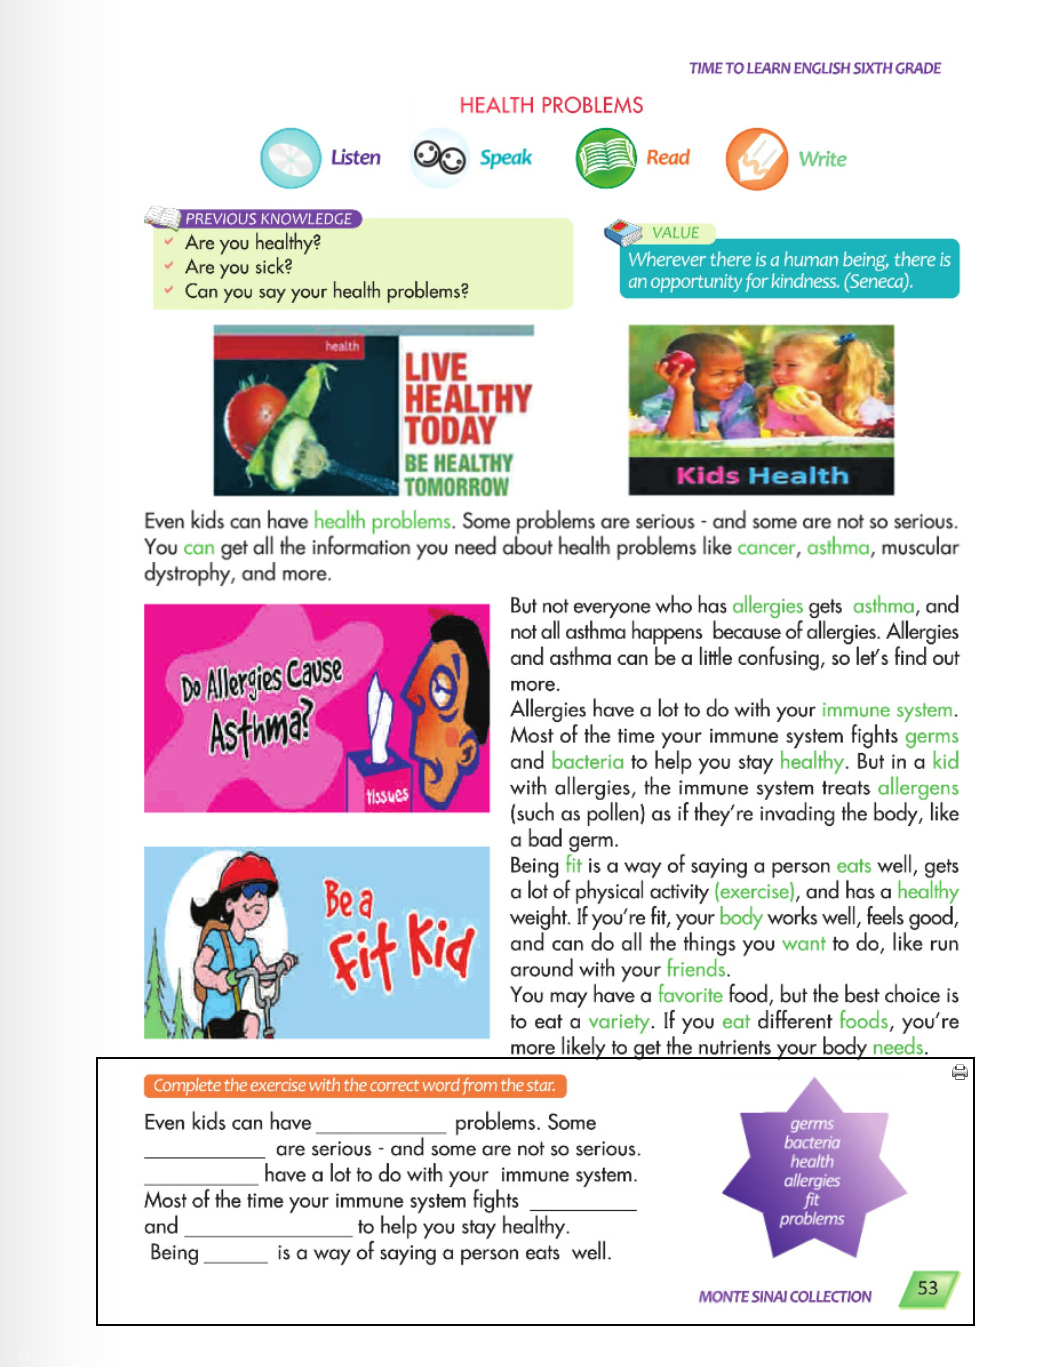 TIME TO LEARN ENGLISH SIXTH GRADE
HEALTH PROBLEMS
Listen
Speak
Read
Write
PREVIOUS KNOWLEDGE
Are you healthy?
Are you sick?
Can you say your health problems?
VALUE
Wherever there is a human being, there is
an opportunity for kindness. (Seneca).
health
LIVE
HEALTHY
TODAY
BE HEALTHY
TOMORROW
Kids Health
Even kids can have health problems. Some problems are serious - and some are not so serious.
You can get all the information you need about health problems like cancer, asthma, muscular
dystrophy, and more.
Do Allergies Cause
Asthma?
tissues
But not everyone who has allergies gets asthma, and
not all asthma happens because of allergies. Allergies
and asthma can be a little confusing, so let's find out
more.
Allergies have a lot to do with your immune system.
Most of the time your immune system fights germs
and bacteria to help you stay healthy. But in a kid
with allergies, the immune system treats allergens
(such as pollen) as if they're invading the body, like
a bad germ.
Be a
Fit Kid
Being fit is a way of saying a person eats well, gets
a lot of physical activity (exercise), and has a healthy
weight. If you're fit, your body works well, feels good,
and can do all the things you want to do, like run
around with your friends.
You may have a favorite food, but the best choice is
to eat a variety. If you eat different foods, you're
more likely to get the nutrients your body needs.
Complete the exercise with the correct word from the star.
Even kids can have ____________ problems. Some
____________ are serious - and some are not so serious.
____________ have a lot to do with your immune system.
Most of the time your immune system fights ____________
and ____________ to help you stay healthy.
Being ______ is a way of saying a person eats well.
germs
bacteria
health
allergies
fit
problems
MONTE SINAI COLLECTION
53